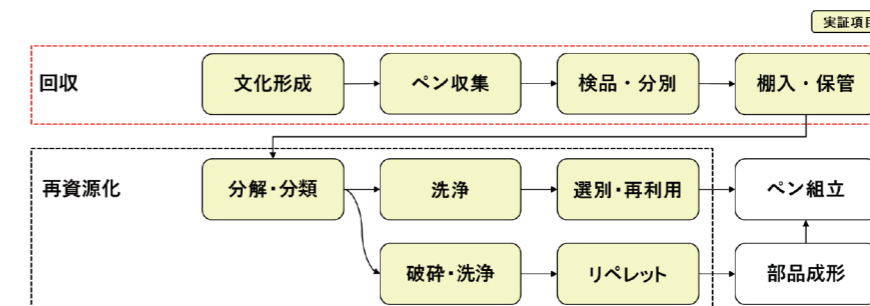 実証項目
回収
文化形成
ペン収集
検品・分別
棚入・保管
再資源化
分解・分類
洗浄
選別・再利用
ペン組立
破砕・洗浄
リペレット
部品成形